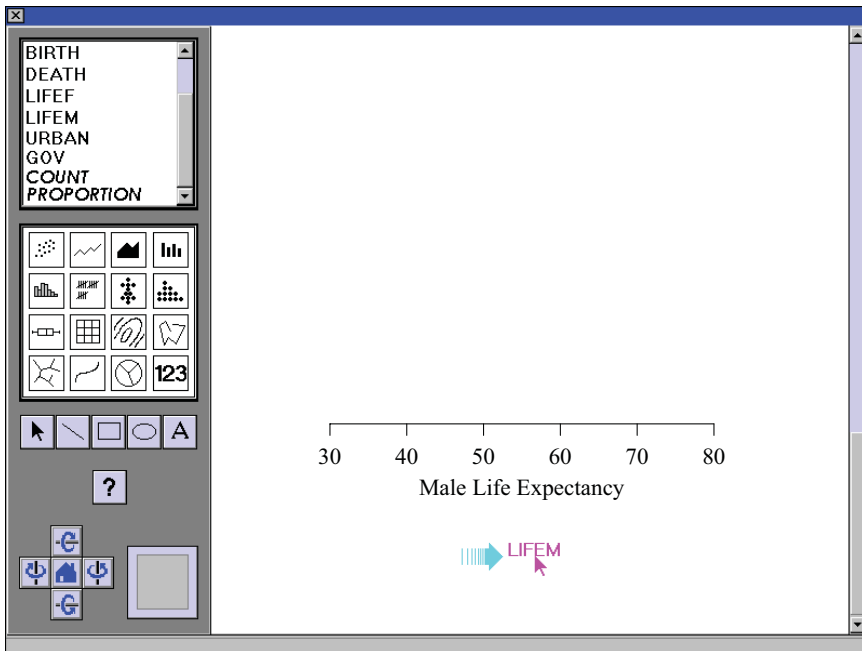 BIRTH
DEATH
LIFEF
LIFEM
URBAN
GOV
COUNT
PROPORTION
123
A
?
30 40 50 60 70 80
Male Life Expectancy
LIFEM